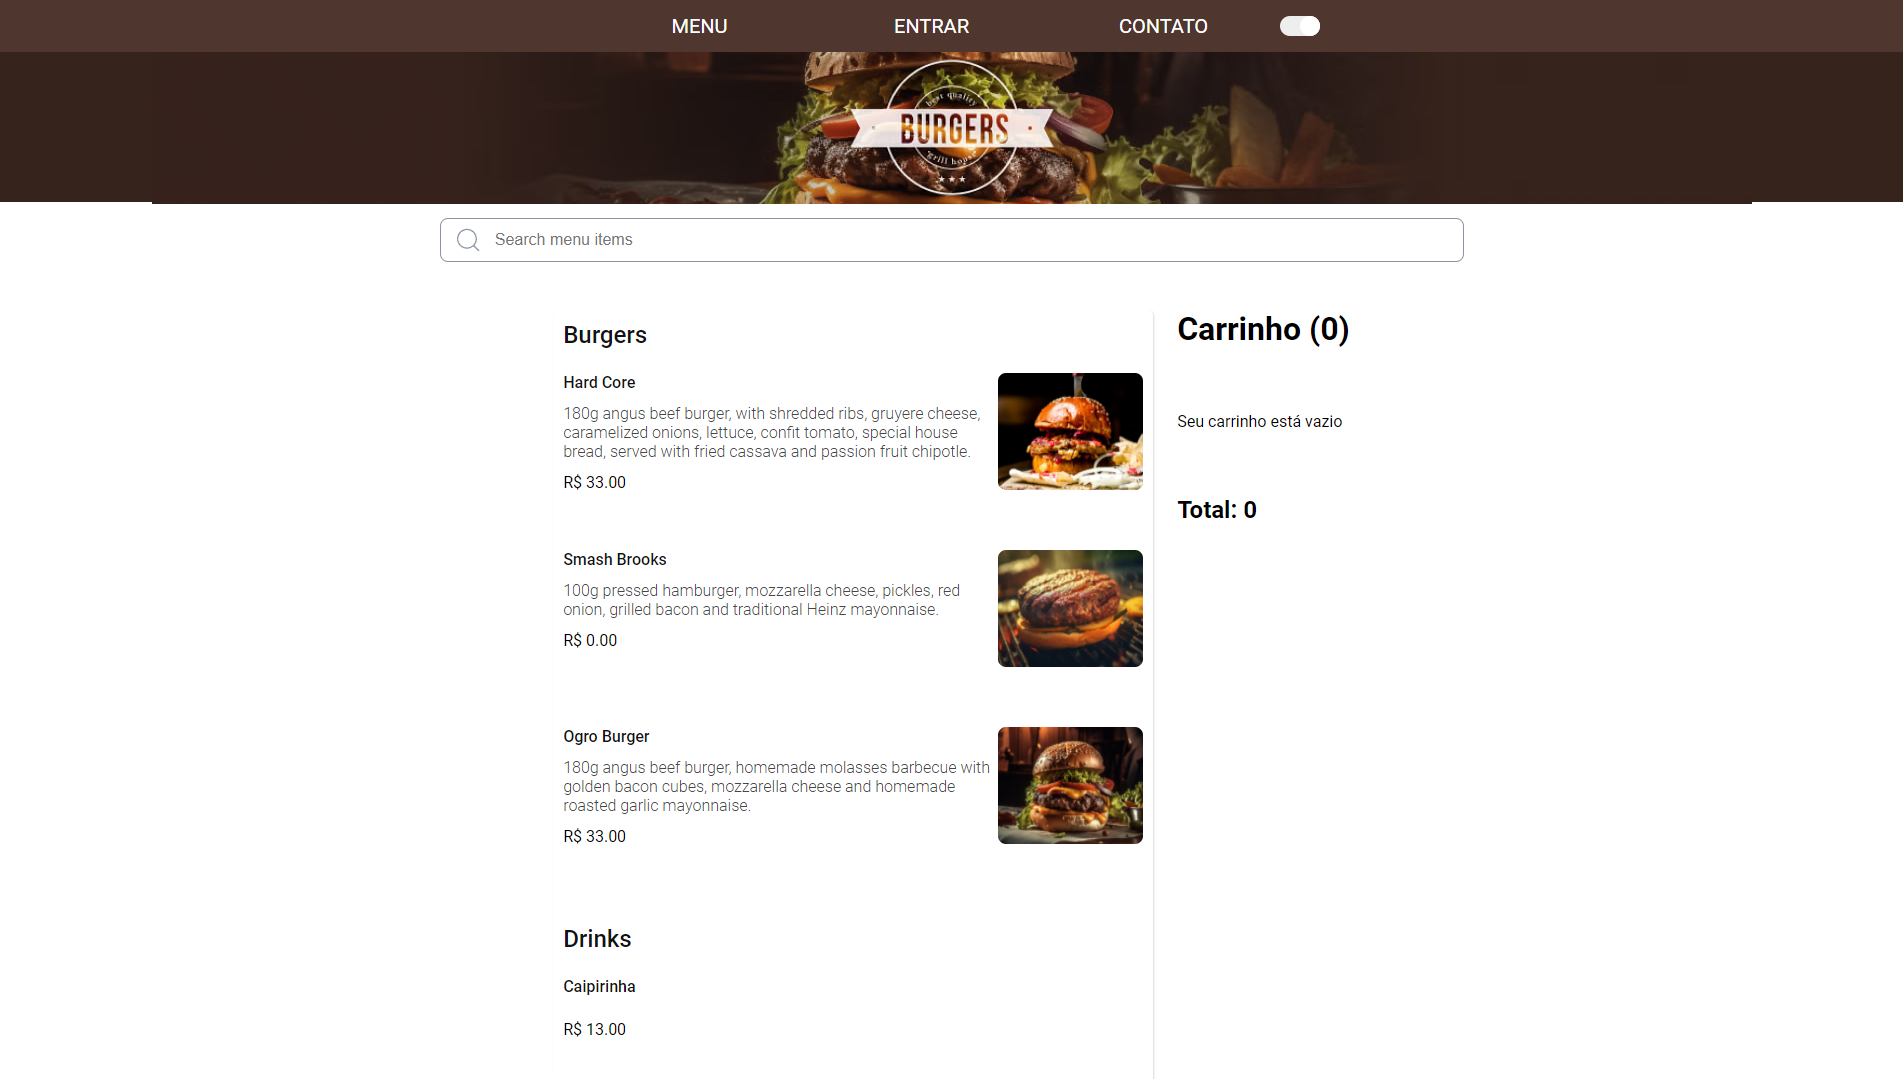 MENU
ENTRAR
CONTATO
best quality
BURGERS
grill house
Search menu items
Burgers
Hard Core
180g angus beef burger, with shredded ribs, gruyere cheese,
caramelized onions, lettuce, confit tomato, special house
bread, served with fried cassava and passion fruit chipotle.
R$ 33.00
Smash Brooks
100g pressed hamburger, mozzarella cheese, pickles, red
onion, grilled bacon and traditional Heinz mayonnaise.
R$ 0.00
Ogro Burger
180g angus beef burger, homemade molasses barbecue with
golden bacon cubes, mozzarella cheese and homemade
roasted garlic mayonnaise.
R$ 33.00
Drinks
Caipirinha
R$ 13.00
Carrinho (0)
Seu carrinho está vazio
Total: 0